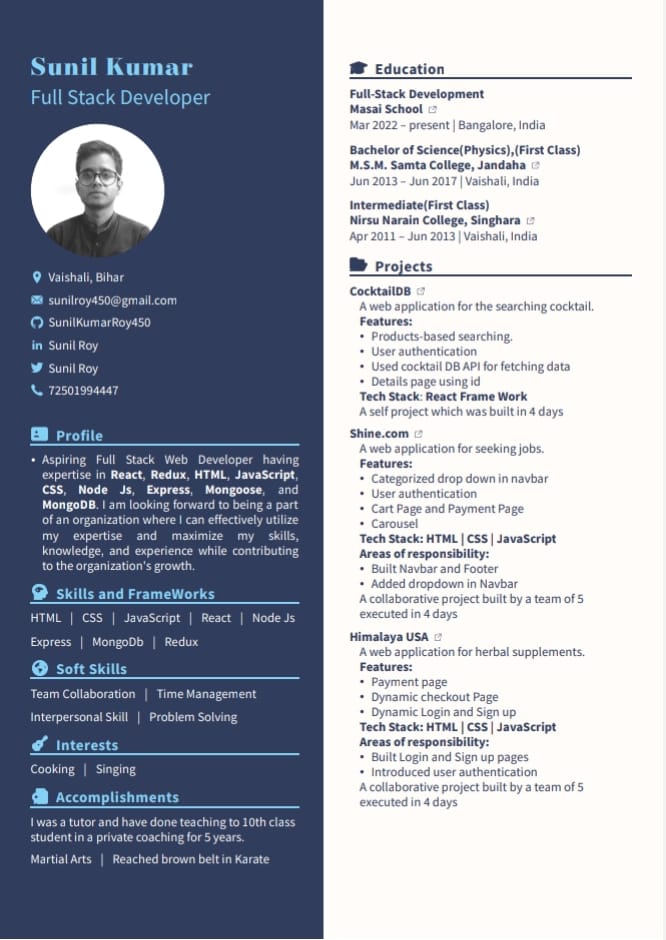 Sunil Kumar
Full Stack Developer
Vaishali, Bihar
sunilroy450@gmail.com
SunilKumarRoy450
in Sunil Roy
Sunil Roy
72501994447
Profile
• Aspiring Full Stack Web Developer having
expertise in React, Redux, HTML, JavaScript,
CSS, Node Js, Express, Mongoose, and
MongoDB. I am looking forward to being a part
of an organization where I can effectively utilize
my expertise and maximize my skills,
knowledge, and experience while contributing
to the organization's growth.
Skills and FrameWorks
HTML | CSS | JavaScript | React | Node Js
Express | MongoDb | Redux
Soft Skills
Team Collaboration | Time Management
Interpersonal Skill | Problem Solving
Interests
Cooking | Singing
Accomplishments
I was a tutor and have done teaching to 10th class
student in a private coaching for 5 years.
Martial Arts | Reached brown belt in Karate
Education
Full-Stack Development
Masai School
Mar 2022 – present | Bangalore, India
Bachelor of Science(Physics),(First Class)
M.S.M. Samta College, Jandaha
Jun 2013 – Jun 2017 | Vaishali, India
Intermediate(First Class)
Nirsu Narain College, Singhara
Apr 2011 – Jun 2013 | Vaishali, India
Projects
CocktailDB
A web application for the searching cocktail.
Features:
• Products-based searching.
• User authentication
• Used cocktail DB API for fetching data
• Details page using id
Tech Stack: React Frame Work
A self project which was built in 4 days
Shine.com
A web application for seeking jobs.
Features:
• Categorized drop down in navbar
• User authentication
• Cart Page and Payment Page
• Carousel
Tech Stack: HTML | CSS | JavaScript
Areas of responsibility:
• Built Navbar and Footer
• Added dropdown in Navbar
A collaborative project built by a team of 5
executed in 4 days
Himalaya USA
A web application for herbal supplements.
Features:
• Payment page
• Dynamic checkout Page
• Dynamic Login and Sign up
Tech Stack: HTML | CSS | JavaScript
Areas of responsibility:
• Built Login and Sign up pages
• Introduced user authentication
A collaborative project built by a team of 5
executed in 4 days